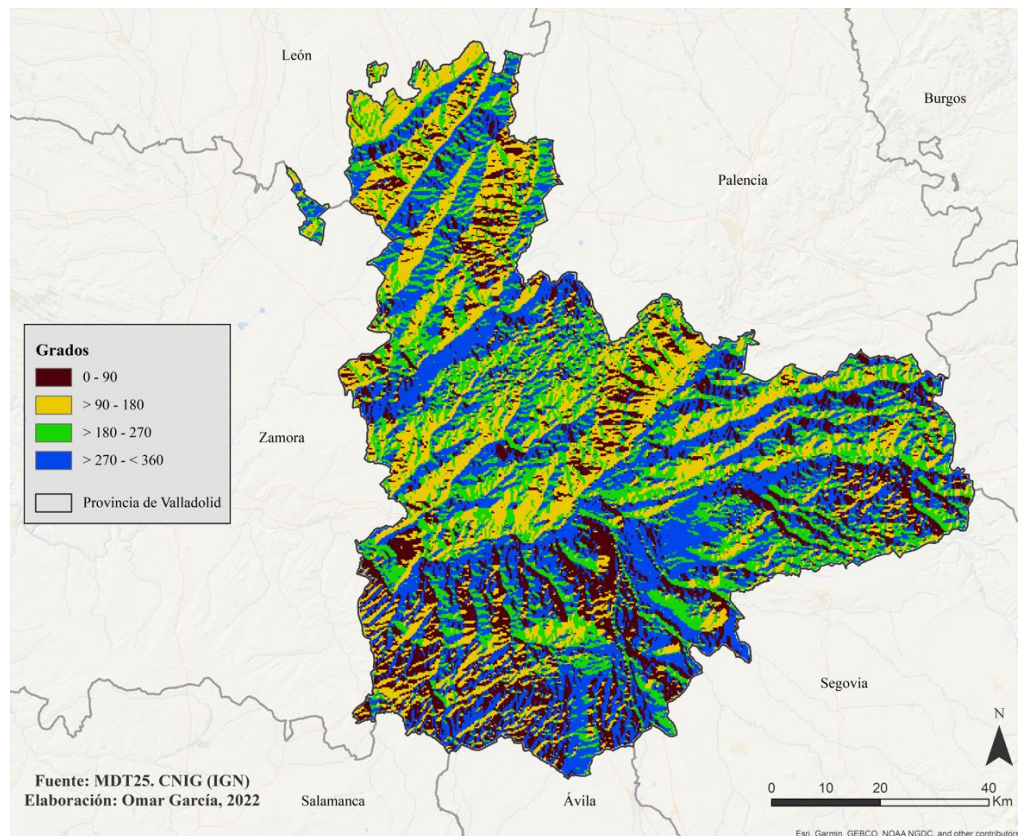 León
Burgos
Palencia
Grados
0 - 90
> 90 - 180
> 180 - 270
> 270 - < 360
Provincia de Valladolid
Zamora
Segovia
N
Fuente: MDT25. CNIG (IGN)
Elaboración: Omar García, 2022
Salamanca
Ávila
0 20 40
Km
Esri, Garmin, GEBCO, NOAA NGDC, and other contributors